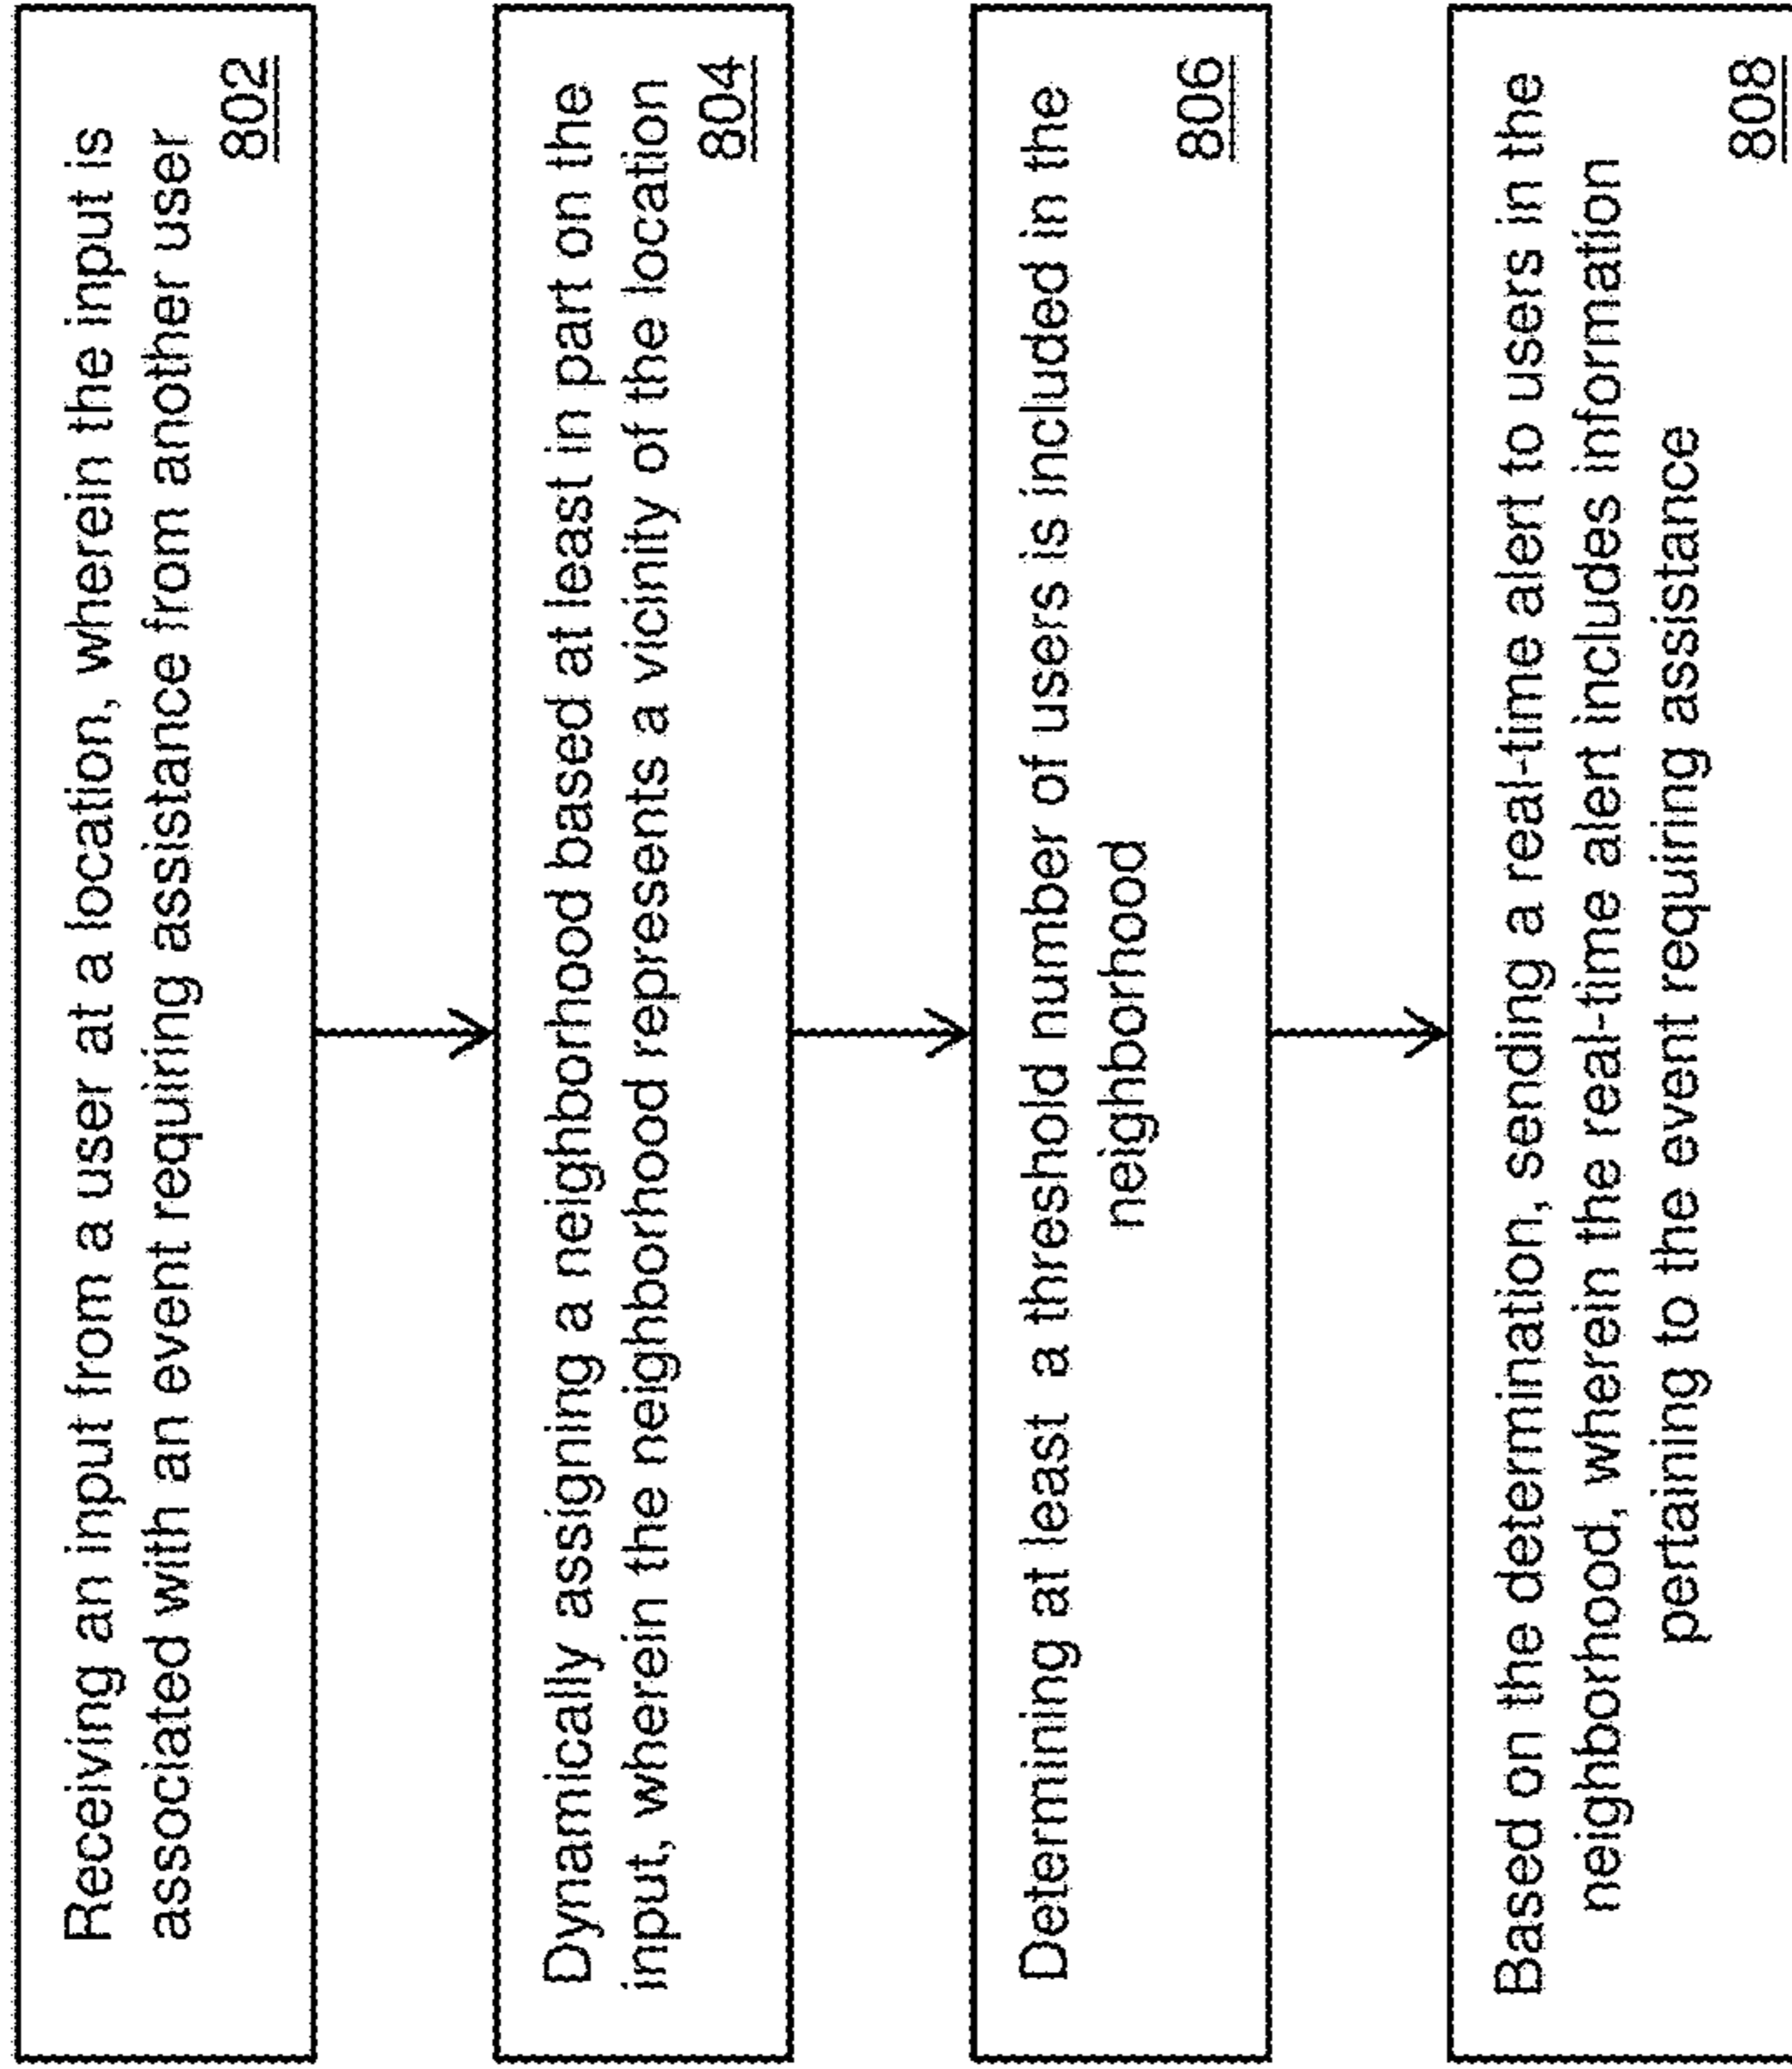 Receiving an input from a user at a location, wherein the input is
associated with an event requiring assistance from another user
802
Dynamically assigning a neighborhood based at least in part on the
input, wherein the neighborhood represents a vicinity of the location
804
Determining at least a threshold number of users is included in the
neighborhood
806
Based on the determination, sending a real-time alert to users in the
neighborhood, wherein the real-time alert includes information
pertaining to the event requiring assistance
808